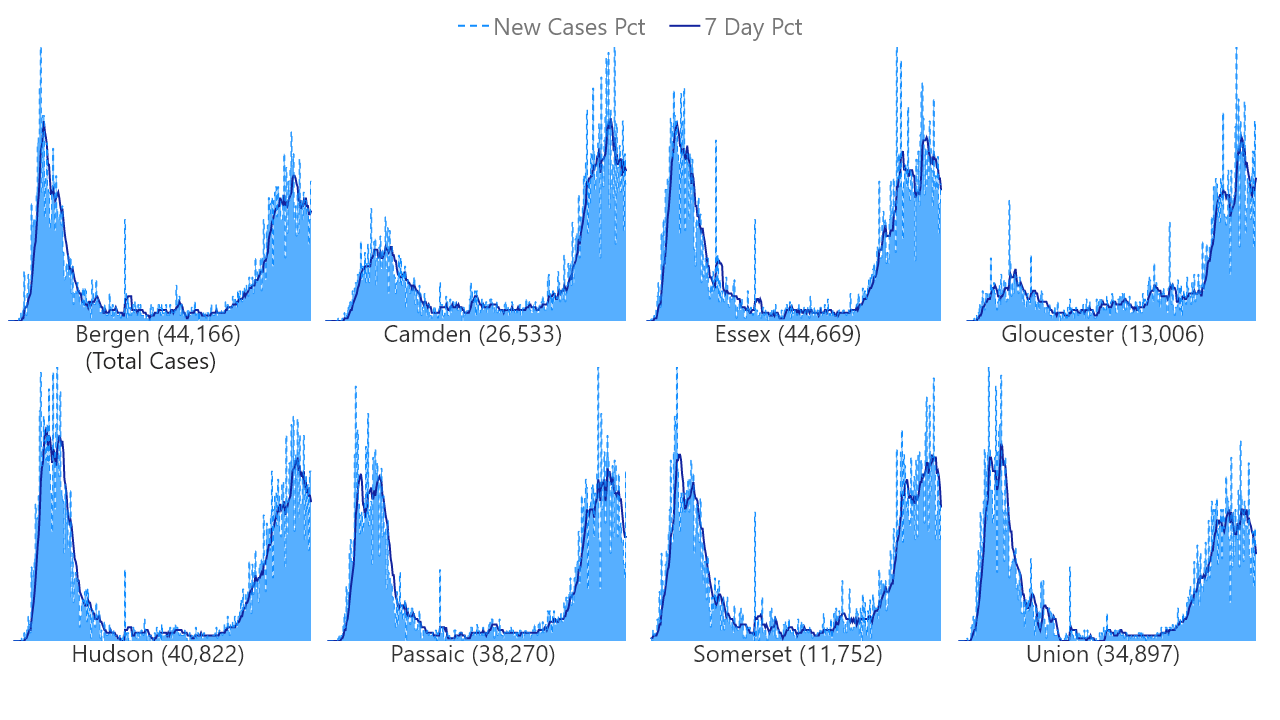 New Cases Pct 7 Day Pct
Bergen (44,166) Camden (26,533) Essex (44,669) Gloucester (13,006)
(Total Cases)
Hudson (40,822) Passaic (38,270) Somerset (11,752) Union (34,897)